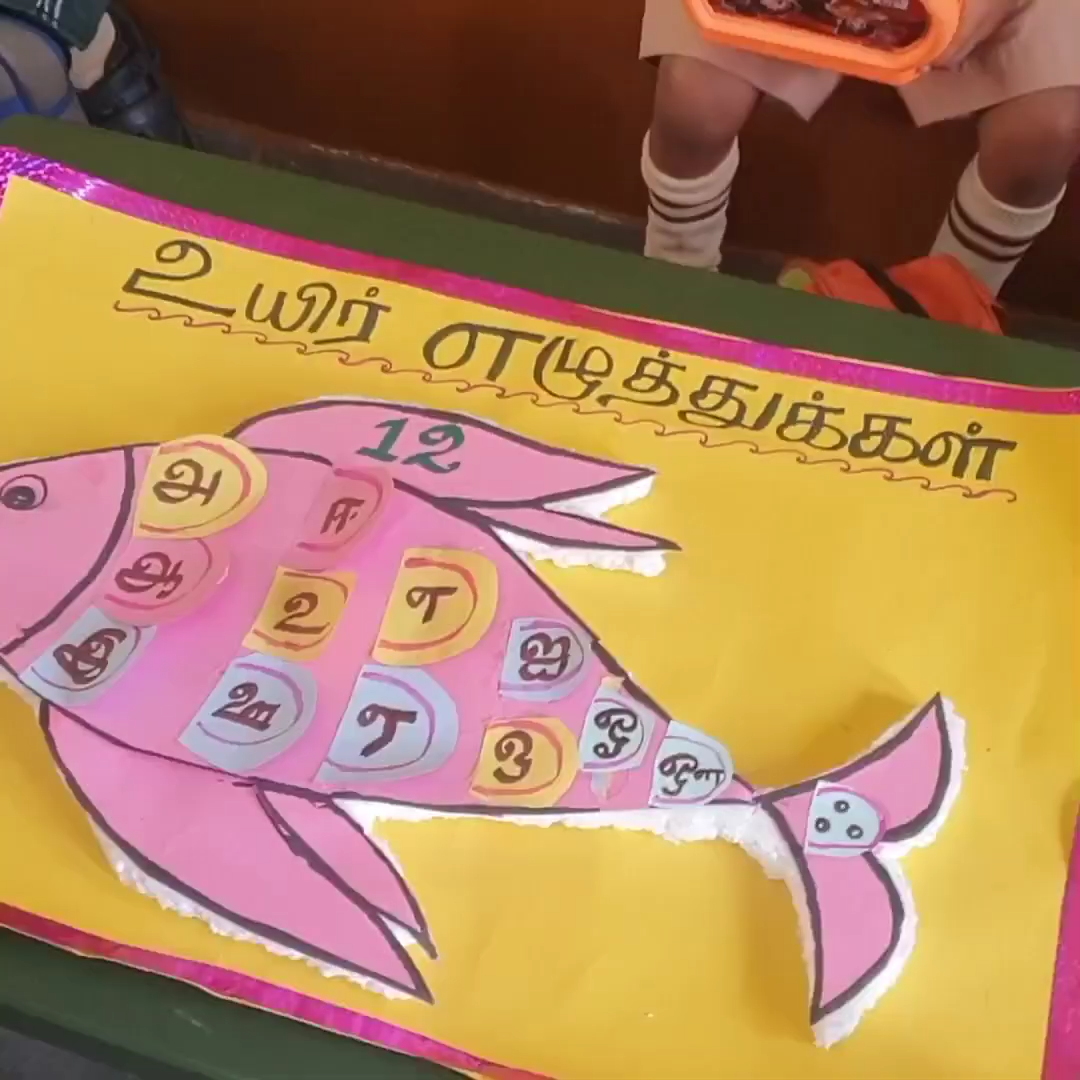 உயிர் எழுத்துக்கள்
12
அ
ஆ
இ
ஈ
உ
ஊ
எ
ஏ
ஐ
ஒ
ஓ
ஔ
ஃ